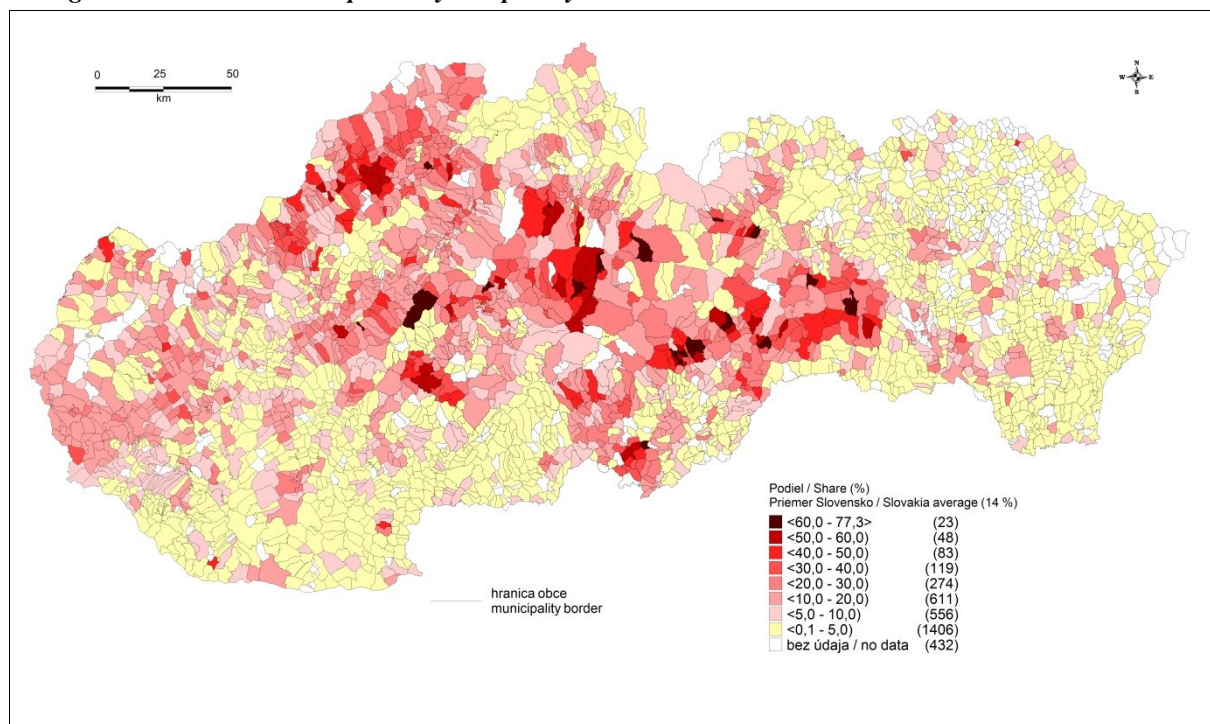 0 25 50
km
N
W E
S
Podiel / Share (%)
Priemer Slovensko / Slovakia average (14 %)
<60,0 - 77,3> (23)
<50,0 - 60,0) (48)
<40,0 - 50,0) (83)
<30,0 - 40,0) (119)
<20,0 - 30,0) (274)
<10,0 - 20,0) (611)
<5,0 - 10,0) (556)
<0,1 - 5,0) (1406)
bez údaja / no data (432)
hranica obce
municipality border